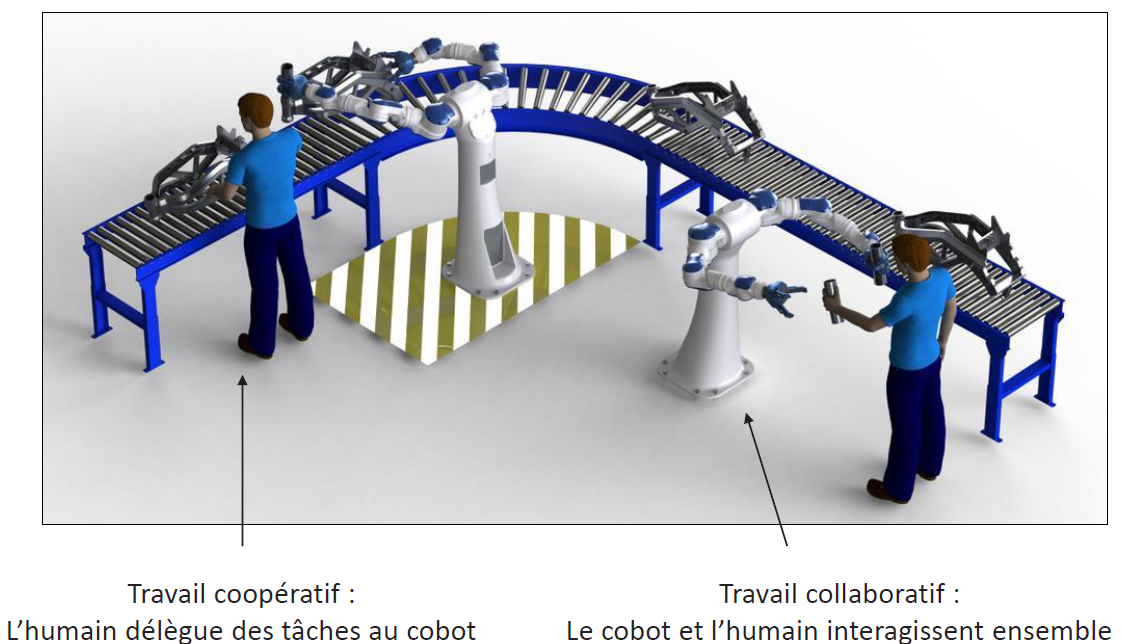 Travail coopératif :
L’humain délègue des tâches au cobot
Travail collaboratif :
Le cobot et l’humain interagissent ensemble